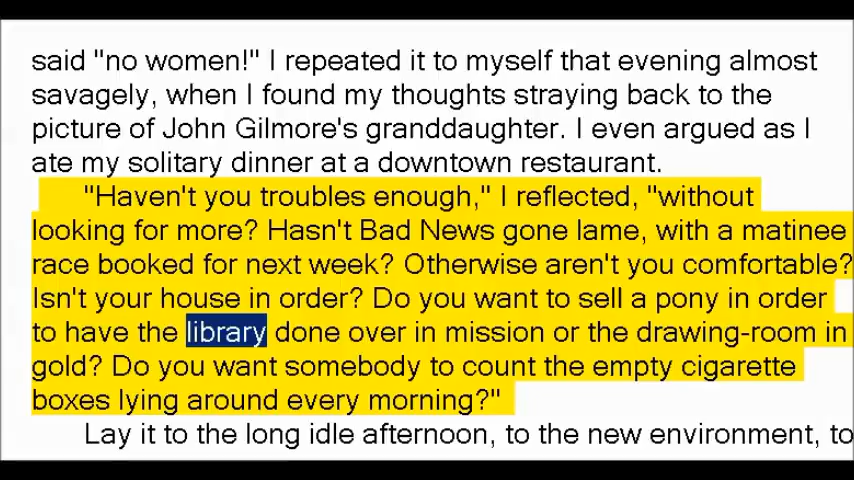 said "no women!" I repeated it to myself that evening almost
savagely, when I found my thoughts straying back to the
picture of John Gilmore's granddaughter. I even argued as I
ate my solitary dinner at a downtown restaurant.
"Haven't you troubles enough," I reflected, "without
looking for more? Hasn't Bad News gone lame, with a matinee
race booked for next week? Otherwise aren't you comfortable?
Isn't your house in order? Do you want to sell a pony in order
to have the library done over in mission or the drawing-room in
gold? Do you want somebody to count the empty cigarette
boxes lying around every morning?"
Lay it to the long idle afternoon, to the new environment, to